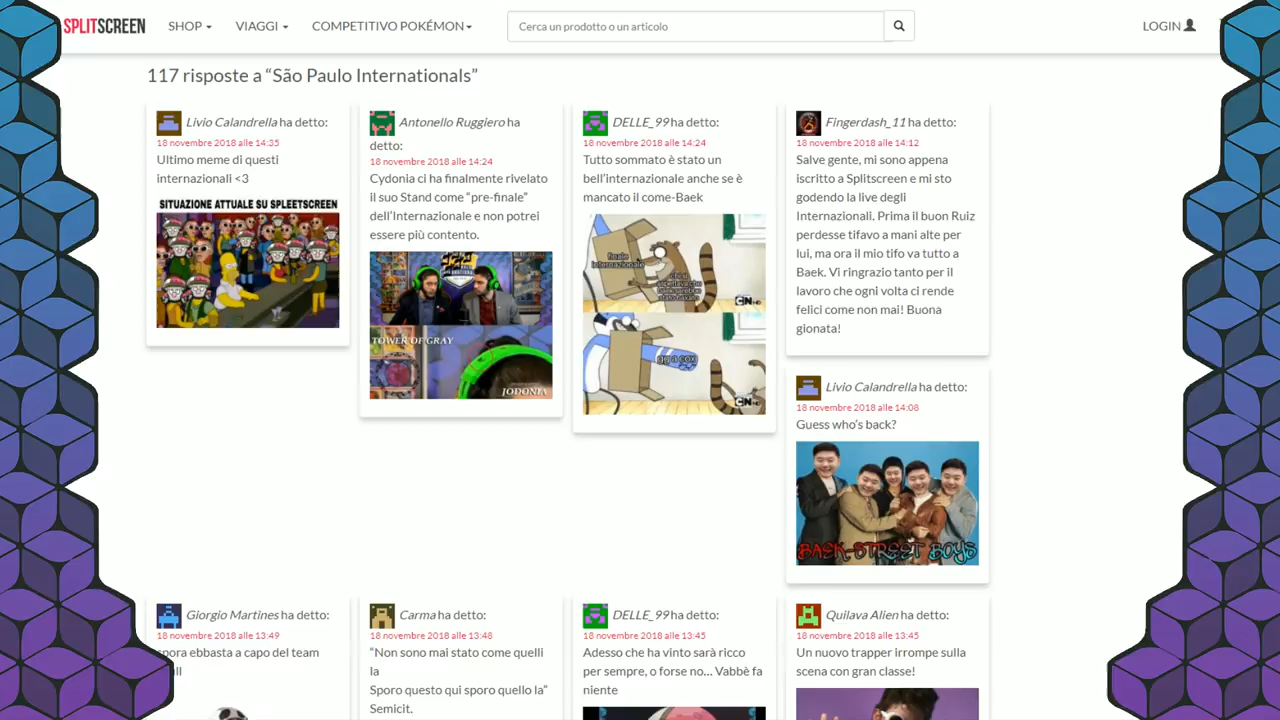 SPLITSCREEN
SHOP
VIAGGI
COMPETITIVO POKÉMON
Cerca un prodotto o un articolo
LOGIN
117 risposte a “São Paulo Internationals”
Livio Calandrella ha detto:
18 novembre 2018 alle 14:35
Ultimo meme di questi
internazionali <3
SITUAZIONE ATTUALE SU SPLEETSCREEN
Antonello Ruggiero ha
detto:
18 novembre 2018 alle 14:24
Cydonia ci ha finalmente rivelato
il suo Stand come “pre-finale”
dell’Internazionale e non potrei
essere più contento.
TOWER OF GRAY
JODONIA
DELLE_99 ha detto:
18 novembre 2018 alle 14:24
Tutto sommato è stato un
bell’internazionale anche se è
mancato il come-Baek
finale
internazionale
CN
gg a cox
CN
Fingerdash_11 ha detto:
18 novembre 2018 alle 14:12
Salve gente, mi sono appena
iscritto a Splitscreen e mi sto
godendo la live degli
Internazionali. Prima il buon Ruiz
perdesse tifavo a mani alte per
lui, ma ora il mio tifo va tutto a
Baek. Vi ringrazio tanto per il
lavoro che ogni volta ci rende
felici come non mai! Buona
gionata!
Livio Calandrella ha detto:
18 novembre 2018 alle 14:08
Guess who’s back?
BAEK-STREET BOYS
Giorgio Martines ha detto:
18 novembre 2018 alle 13:49
spora ebbasta a capo del team
Carma ha detto:
18 novembre 2018 alle 13:48
“Non sono mai stato come quelli
la
Sporo questo qui sporo quello la”
Semicit.
DELLE_99 ha detto:
18 novembre 2018 alle 13:45
Adesso che ha vinto sarà ricco
per sempre, o forse no… Vabbè fa
niente
Quilava Alien ha detto:
18 novembre 2018 alle 13:45
Un nuovo trapper irrompe sulla
scena con gran classe!